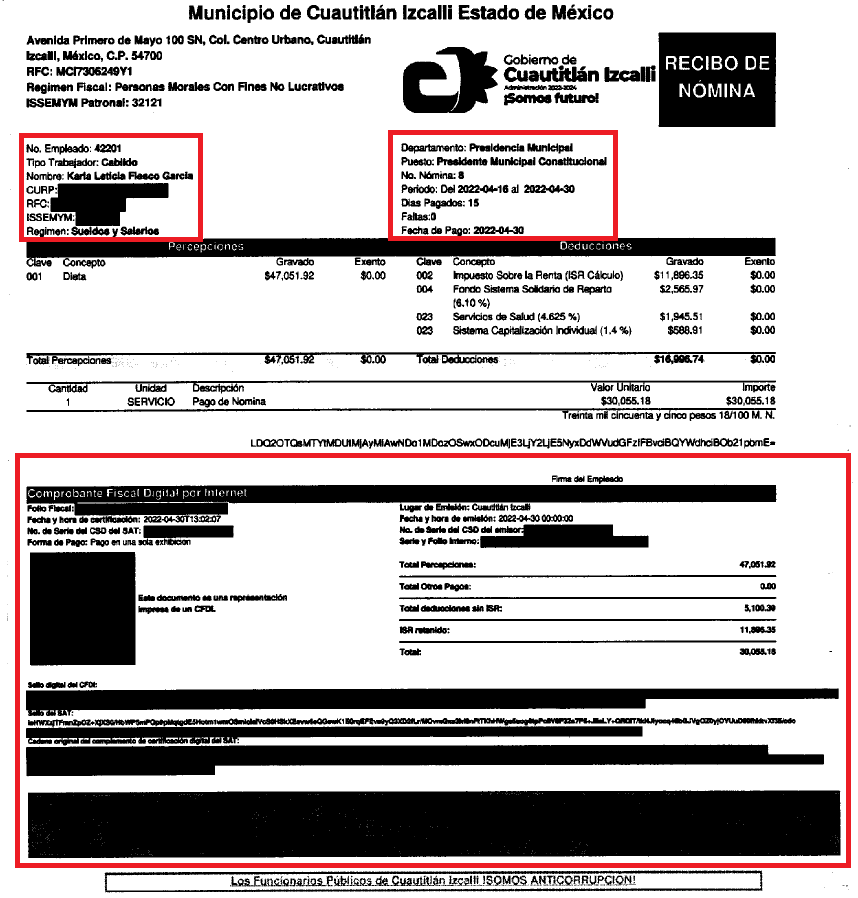 Municipio de Cuautitlán Izcalli Estado de México
Avenida Primero de Mayo 100 SN, Col. Centro Urbano, Cuautitlán
Izcalli, México, C.P. 54700
RFC: MCI7306249Y1
Regimen Fiscal: Personas Morales Con Fines No Lucrativos
ISSEMYM Patronal: 32121
Gobierno de
Cuautitlán Izcalli
Administración 2022-2024
¡Somos futuro!
RECIBO DE
NÓMINA
No. Empleado: 42201
Tipo Trabajador: Cabildo
Nombre: Karla Leticia Fiesco García
CURP:
RFC:
ISSEMYM:
Regimen: Sueldos y Salarios
Departamento: Presidencia Municipal
Puesto: Presidente Municipal Constitucional
No. Nómina: 8
Periodo: Del 2022-04-16 al 2022-04-30
Dias Pagados: 15
Faltas:0
Fecha de Pago: 2022-04-30
Percepciones Deducciones
Clave Concepto Gravado Exento Clave Concepto Gravado Exento
001 Dieta $47,051.92 $0.00 002 Impuesto Sobre la Renta (ISR Cálculo) $11,896.35 $0.00
004 Fondo Sistema Solidario de Reparto $2,565.97 $0.00
(6.10 %)
023 Servicios de Salud (4.625 %) $1,945.51 $0.00
023 Sistema Capitalización Individual (1.4 %) $588.91 $0.00
Total Percepciones $47,051.92 $0.00 Total Deducciones $16,996.74 $0.00
Cantidad Unidad Descripción Valor Unitario Importe
1 SERVICIO Pago de Nomina $30,055.18 $30,055.18
Treinta mil cincuenta y cinco pesos 18/100 M. N.
Firma del Empleado
Comprobante Fiscal Digital por Internet
Folio Fiscal:
Fecha y hora de certificación: 2022-04-30T13:02:07
No. de Serie del CSD del SAT:
Forma de Pago: Pago en una sola exhibicion
Lugar de Emisión: Cuautitlan Izcalli
Fecha y hora de emisión: 2022-04-30 00:00:00
No. de Serie del CSD del emisor:
Serie y Folio Interno:
Este documento es una representación
impresa de un CFDI.
Total Percepciones: 47,051.92
Total Otros Pagos: 0.00
Total deducciones sin ISR: 5,100.39
ISR retenido: 11,896.35
Total: 30,055.18
Sello digital del CFDI:
Sello del SAT:
Cadena original del complemento de certificación digital del SAT:
Los Funcionarios Públicos de Cuautitlán Izcalli !SOMOS ANTICORRUPCIÓN!